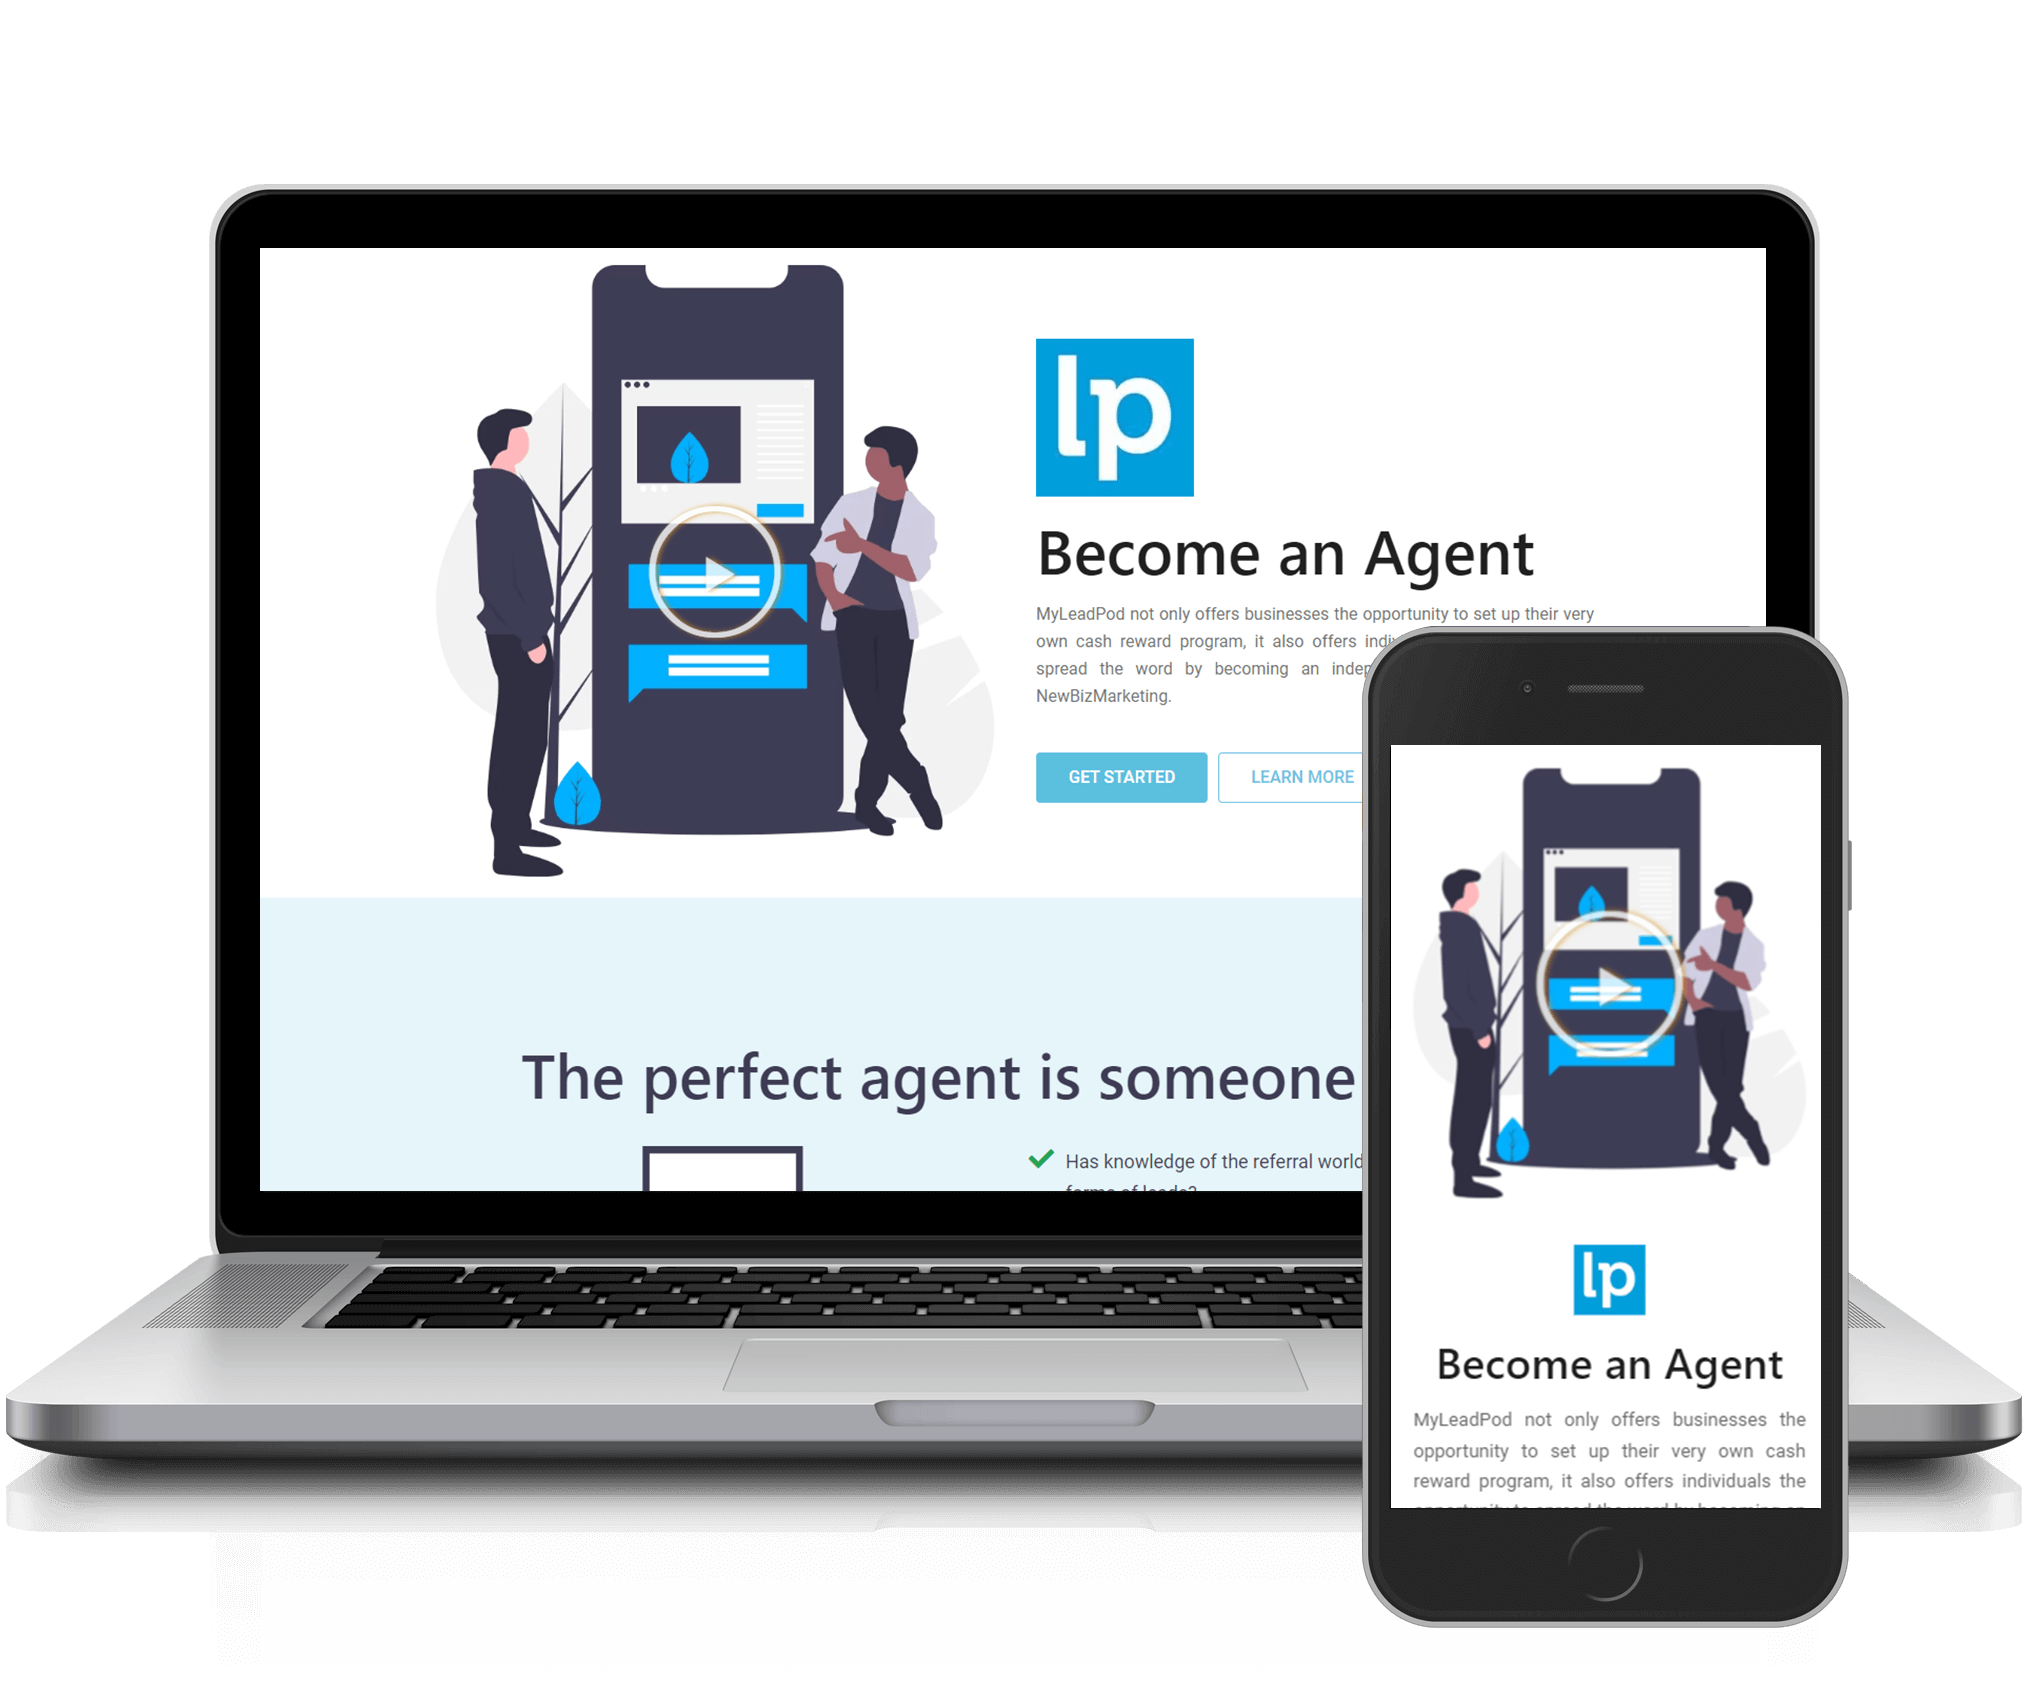 lp
Become an Agent
MyLeadPod not only offers businesses the opportunity to set up their very
own cash reward program, it also offers
spread the word by becoming an
NewBizMarketing.
GET STARTED
LEARN MORE
The perfect agent is someone
Has knowledge of the referral world
lp
Become an Agent
MyLeadPod not only offers businesses the
opportunity to set up their very own cash
reward program, it also offers individuals the